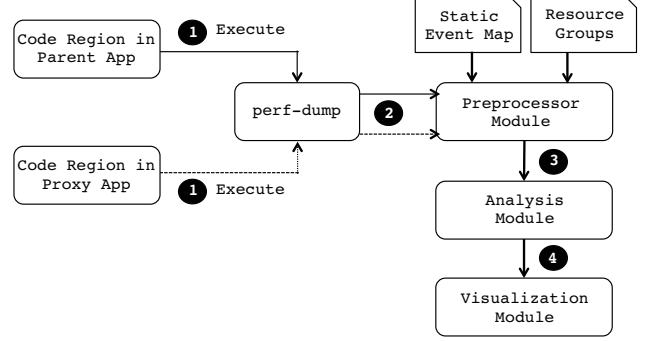 Static
Event Map
Resource
Groups
Code Region in
Parent App
1 Execute
perf-dump
2
Preprocessor
Module
Code Region in
Proxy App
1 Execute
3
Analysis
Module
4
Visualization
Module